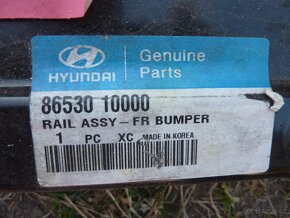 HYUNDAI
Genuine
Parts
86530 10000
RAIL ASSY-FR BUMPER
1 PC XC MADE IN KOREA